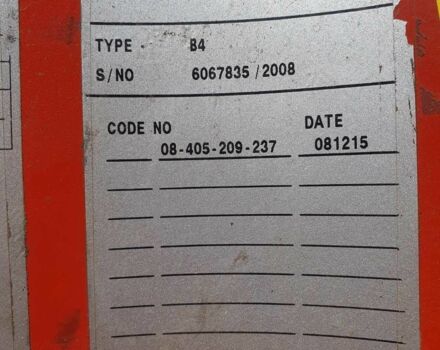 TYPE B4
S/NO 6067835 / 2008
CODE NO DATE
08-405-209-237 081215